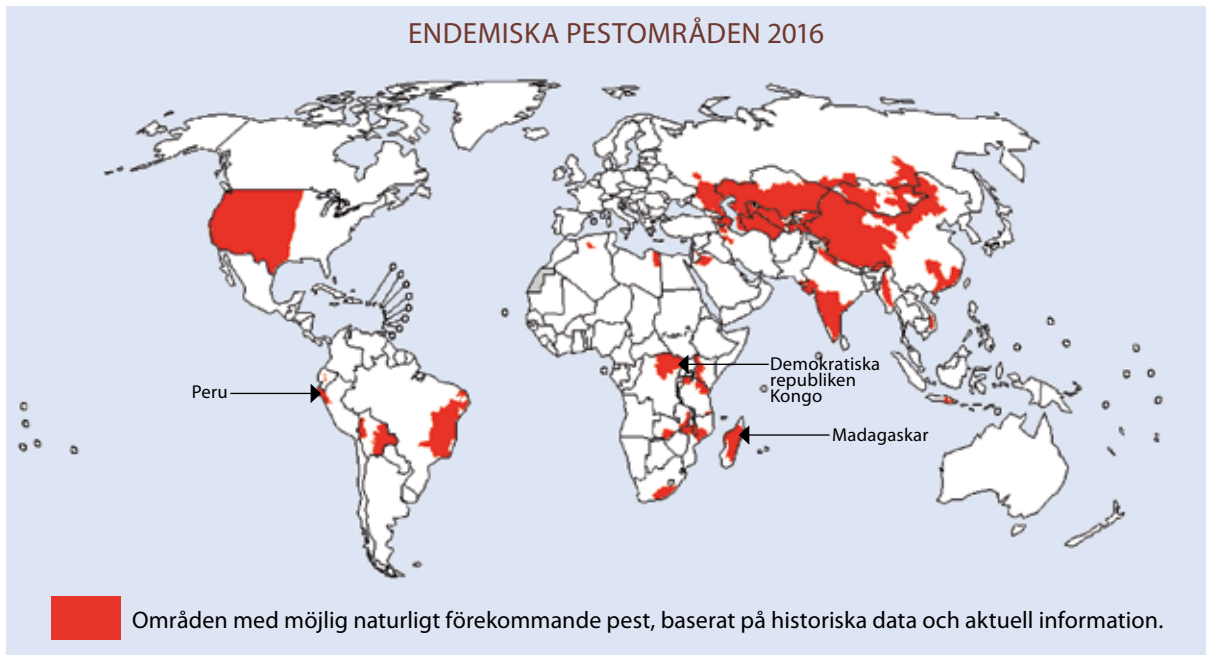 ENDEMISKA PESTOMRÅDEN 2016
Demokratiska
republiken
Kongo
Peru
Madagaskar
Områden med möjlig naturligt förekommande pest, baserat på historiska data och aktuell information.